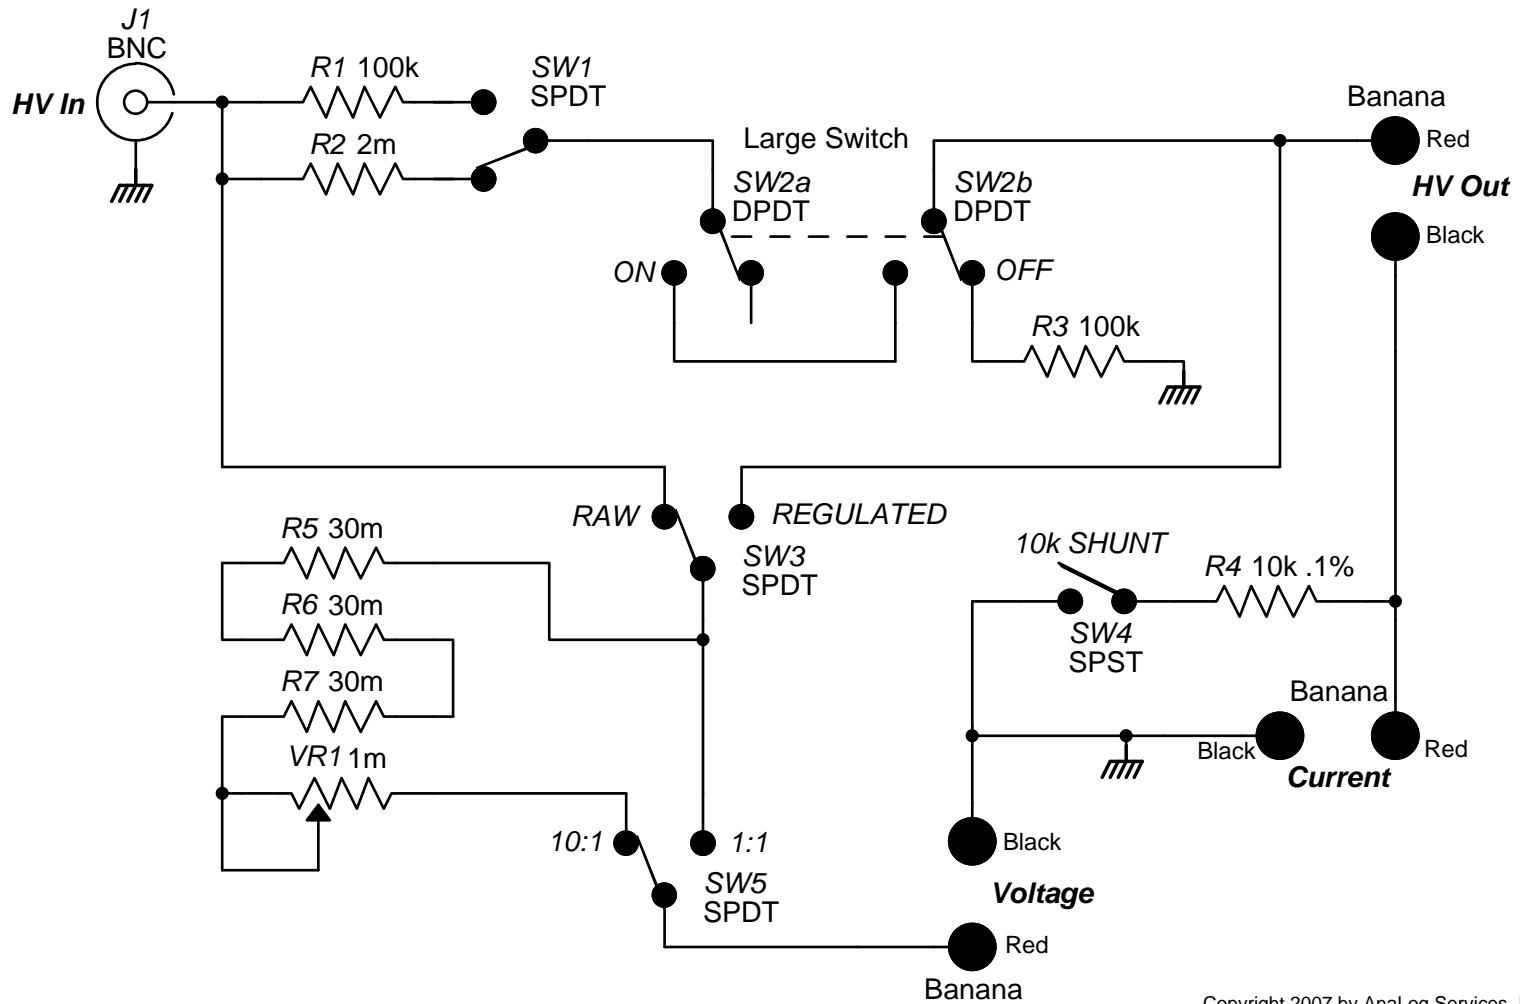 J1
BNC
HV In
R1 100k
R2 2m
SW1
SPDT
Large Switch
SW2a
DPDT
SW2b
DPDT
ON
OFF
R3 100k
Banana
Red
HV Out
Black
RAW
REGULATED
SW3
SPDT
R5 30m
R6 30m
R7 30m
VR1 1m
10:1
1:1
SW5
SPDT
10k SHUNT
R4 10k .1%
SW4
SPST
Banana
Black
Red
Current
Black
Voltage
Red
Banana
Copyright 2007 by AnaLog Services,